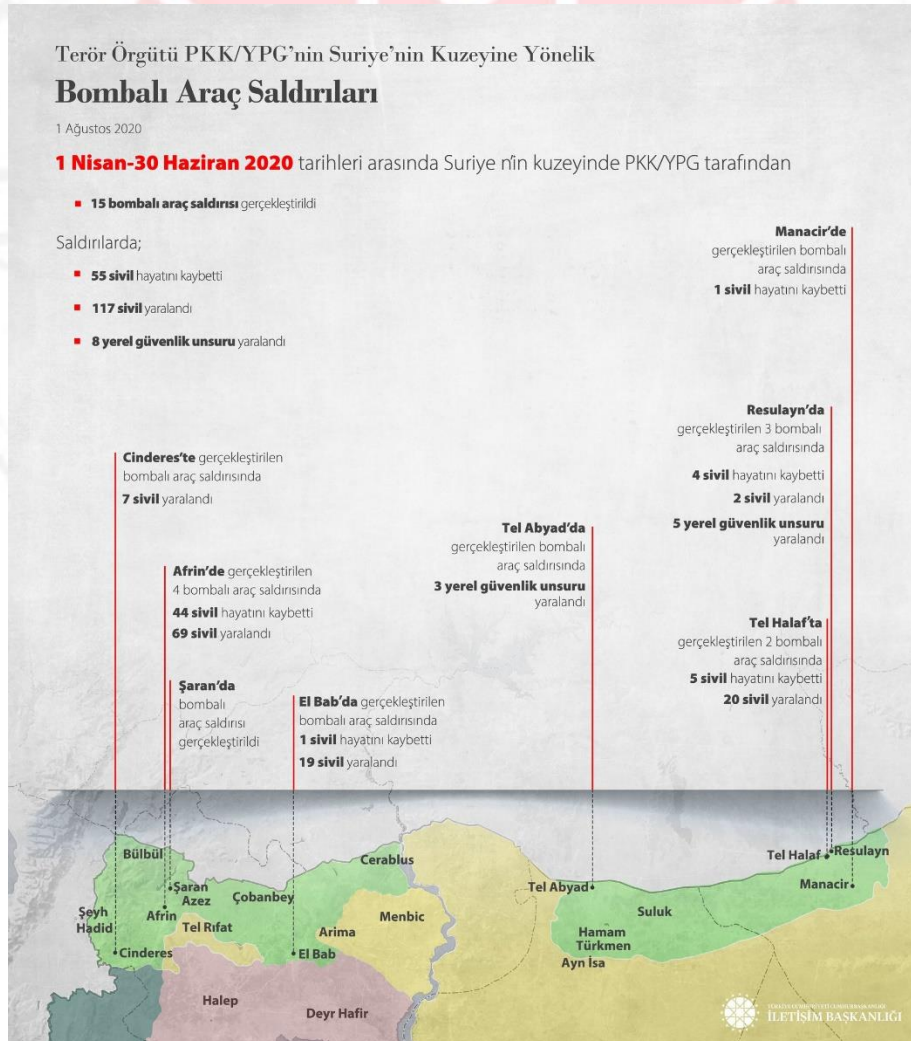 Terör Örgütü PKK/YPG'nin Suriye'nin Kuzeyine Yönelik
Bombalı Araç Saldırıları
1 Ağustos 2020
1 Nisan-30 Haziran 2020 tarihleri arasında Suriye n'in kuzeyinde PKK/YPG tarafından
15 bombalı araç saldırısı gerçekleştirildi
Saldırılarda;
55 sivil hayatını kaybetti
117 sivil yaralandı
8 yerel güvenlik unsuru yaralandı
Cinderes'te gerçekleştirilen
bombalı araç saldırısında
7 sivil yaralandı
Afrin'de gerçekleştirilen
4 bombalı araç saldırısında
44 sivil hayatını kaybetti
69 sivil yaralandı
Şaran'da
bombalı
araç saldırısı
gerçekleştirildi
El Bab'da gerçekleştirilen
bombalı araç saldırısında
1 sivil hayatını kaybetti
19 sivil yaralandı
Tel Abyad'da
gerçekleştirilen bombalı
araç saldırısında
3 yerel güvenlik unsuru
yaralandı
Manacir'de
gerçekleştirilen bombalı
araç saldırısında
1 sivil hayatını kaybetti
Resulayn'da
gerçekleştirilen 3 bombalı
araç saldırısında
4 sivil hayatını kaybetti
2 sivil yaralandı
5 yerel güvenlik unsuru
yaralandı
Tel Halaf'ta
gerçekleştirilen 2 bombalı
araç saldırısında
5 sivil hayatını kaybetti
20 sivil yaralandı
Bülbül
Şaran
Azez
Şeyh
Hadid
Afrin
Tel Rıfat
Cinderes
Çobanbey
Cerablus
Menbic
Arima
El Bab
Halep
Deyr Hafir
Tel Abyad
Suluk
Hamam
Türkmen
Ayn İsa
Tel Halaf
Resulayn
Manacir
TÜRKİYE CUMHURİYETİ CUMHURBAŞKANLIĞI
İLETİŞİM BAŞKANLIĞI